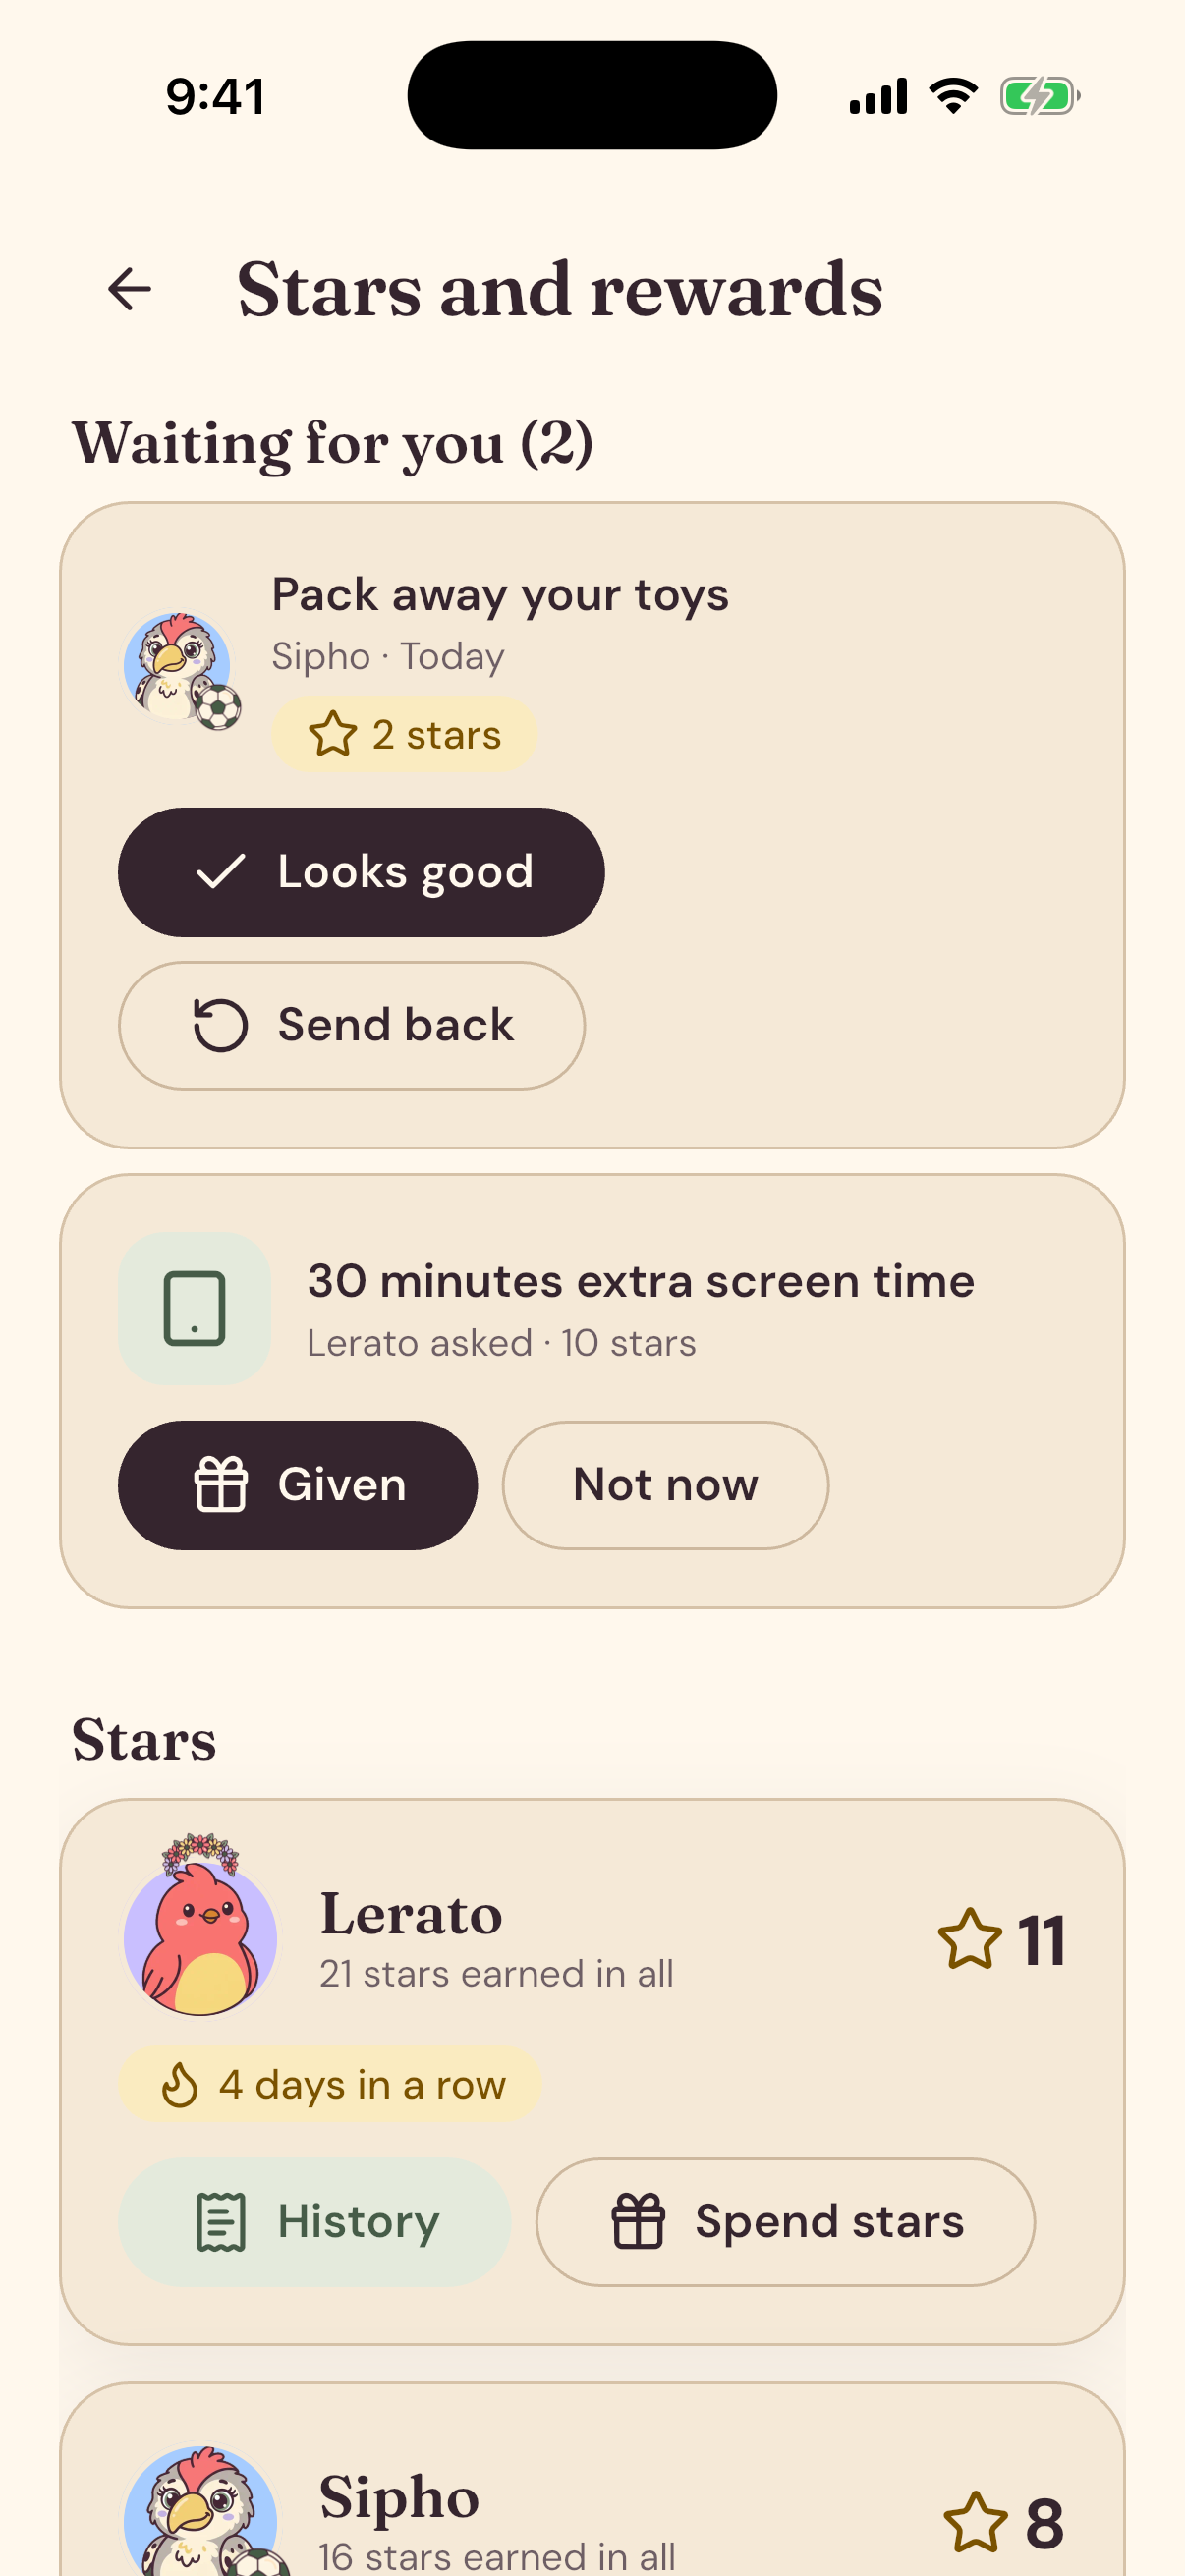 9:41
Stars and rewards
Waiting for you (2)
Pack away your toys
Sipho · Today
2 stars
Looks good
Send back
30 minutes extra screen time
Lerato asked · 10 stars
Given
Not now
Stars
Lerato
11
21 stars earned in all
4 days in a row
History
Spend stars
Sipho
8
16 stars earned in all